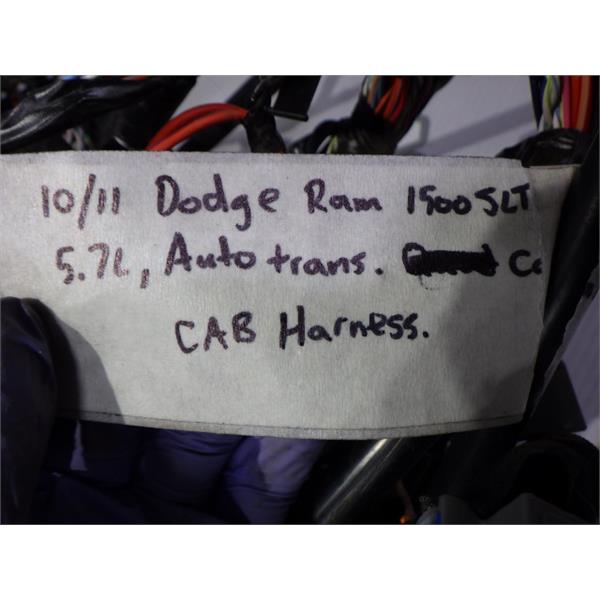 10/11 Dodge Ram 1500 SLT
5.7L, Auto trans.
CAB Harness.